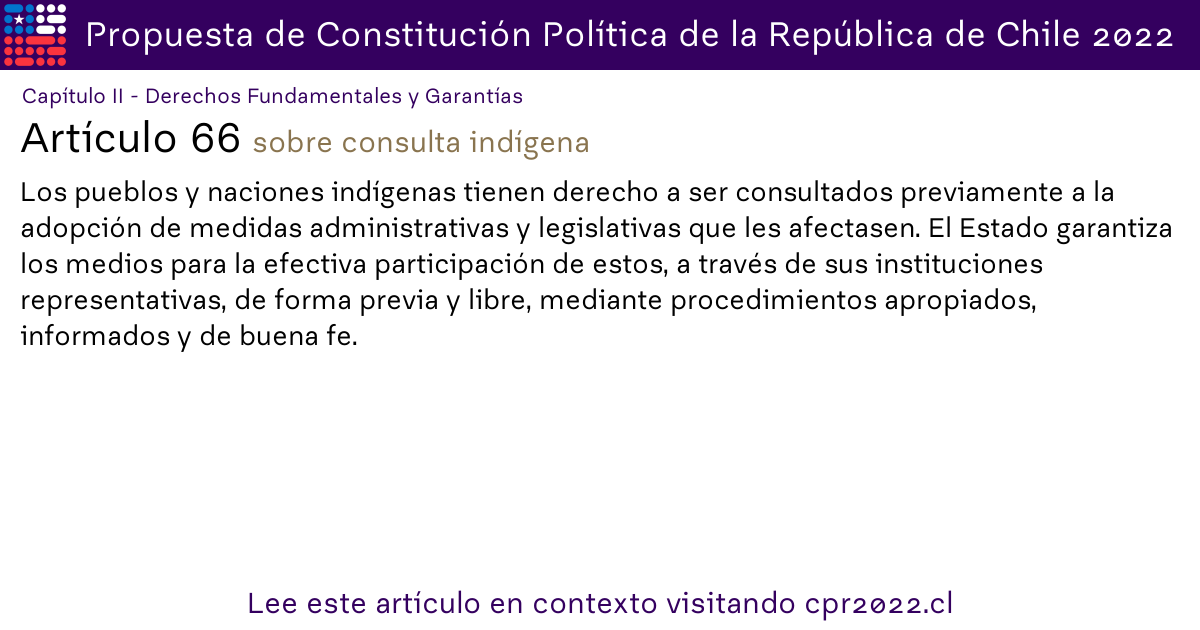 Propuesta de Constitución Política de la República de Chile 2022
Capítulo II - Derechos Fundamentales y Garantías
Artículo 66 sobre consulta indígena
Los pueblos y naciones indígenas tienen derecho a ser consultados previamente a la
adopción de medidas administrativas y legislativas que les afectasen. El Estado garantiza
los medios para la efectiva participación de estos, a través de sus instituciones
representativas, de forma previa y libre, mediante procedimientos apropiados,
informados y de buena fe.
Lee este artículo en contexto visitando cpr2022.cl